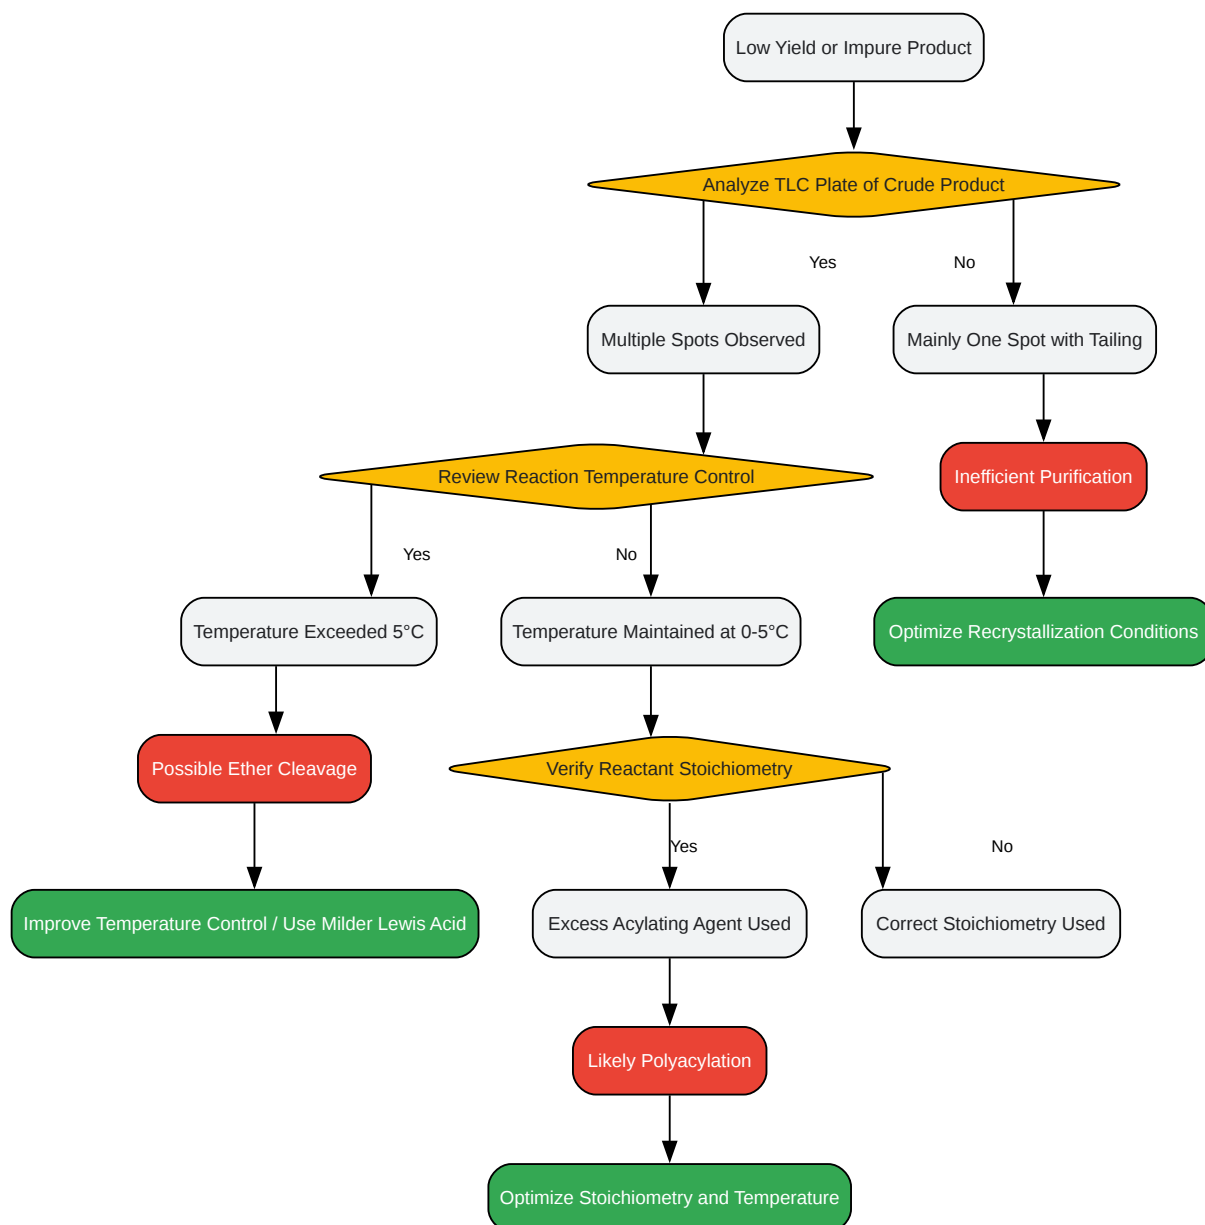 Low Yield or Impure Product
Analyze TLC Plate of Crude Product
Yes
No
Multiple Spots Observed
Mainly One Spot with Tailing
Review Reaction Temperature Control
Inefficient Purification
Yes
No
Temperature Exceeded 5°C
Temperature Maintained at 0-5°C
Optimize Recrystallization Conditions
Possible Ether Cleavage
Verify Reactant Stoichiometry
Yes
No
Improve Temperature Control / Use Milder Lewis Acid
Excess Acylating Agent Used
Correct Stoichiometry Used
Likely Polyacylation
Optimize Stoichiometry and Temperature